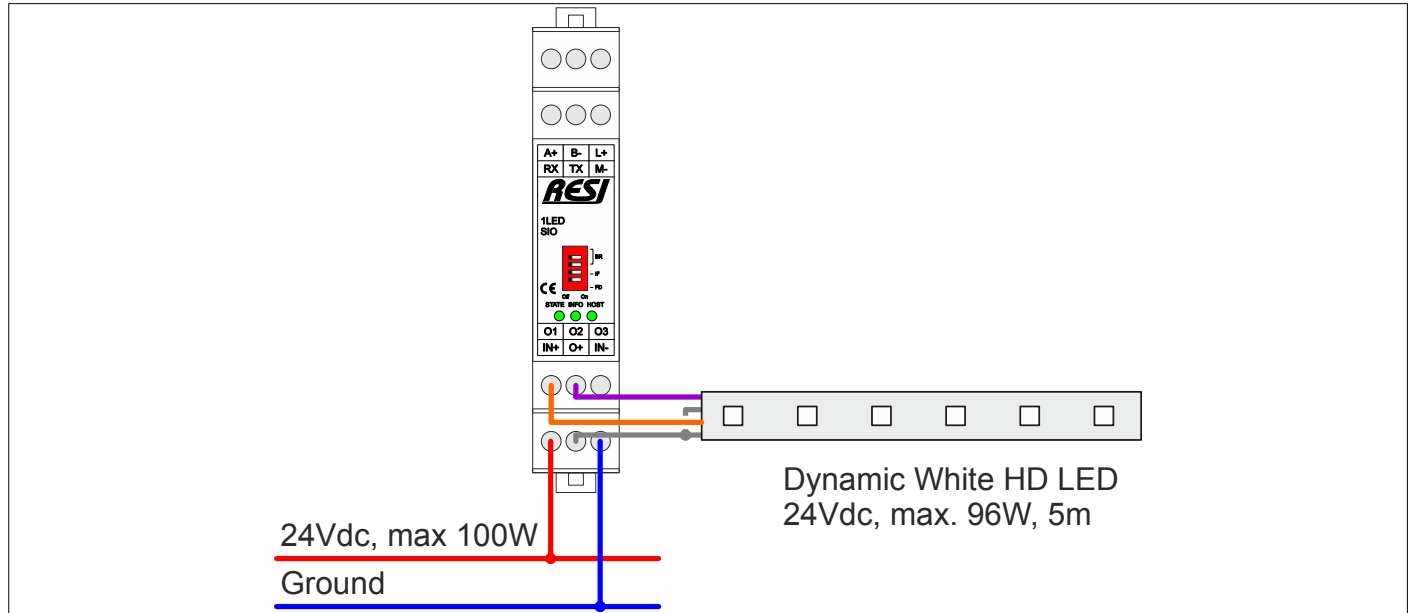 A+ B- L+
RX TX M-
RESI
1LED
SIO
BR
IF
FD
CE
Off On
STATE INFO HOST
O1 O2 O3
IN+ O+ IN-
Dynamic White HD LED
24Vdc, max. 96W, 5m
24Vdc, max 100W
Ground